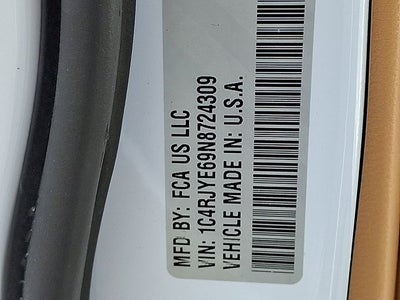 MFD BY: FCA US LLC
VIN: 1C4RJYE69N8724309
VEHICLE MADE IN: U.S.A.